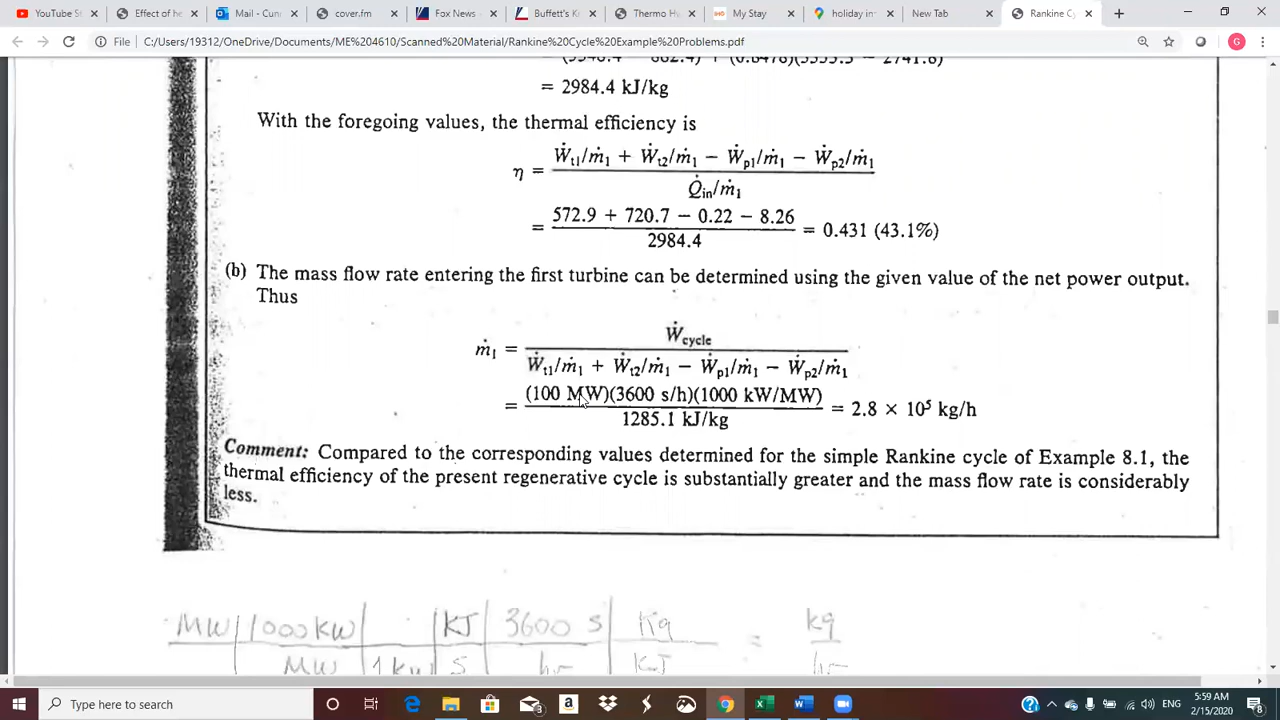 YouTube St
Effect of he
Mail - Gun
cover.fm
Fox News
Buffett's K
Thermo H
My Stay
holiday in
New Tab
Rankine C
File | C:/Users/19312/OneDrive/Documents/ME%204610/Scanned%20Material/Rankine%20Cycle%20Example%20Problems.pdf
G
= 2984.4 kJ/kg
With the foregoing values, the thermal efficiency is
η = (Ẇt1/ṁ1 + Ẇt2/ṁ1 − Ẇp1/ṁ1 − Ẇp2/ṁ1) / (Q̇in/ṁ1)
= (572.9 + 720.7 − 0.22 − 8.26) / 2984.4 = 0.431 (43.1%)
(b) The mass flow rate entering the first turbine can be determined using the given value of the net power output.
Thus
ṁ1 = Ẇcycle / (Ẇt1/ṁ1 + Ẇt2/ṁ1 − Ẇp1/ṁ1 − Ẇp2/ṁ1)
= (100 MW)(3600 s/h)(1000 kW/MW) / 1285.1 kJ/kg = 2.8 × 10⁵ kg/h
Comment: Compared to the corresponding values determined for the simple Rankine cycle of Example 8.1, the
thermal efficiency of the present regenerative cycle is substantially greater and the mass flow rate is considerably
less.
MW | 1000 KW | | KJ | 3600 s | Kg = kg
MW | 1 kW | s | hr | KJ hr
Type here to search
5:59 AM
ENG
2/15/2020